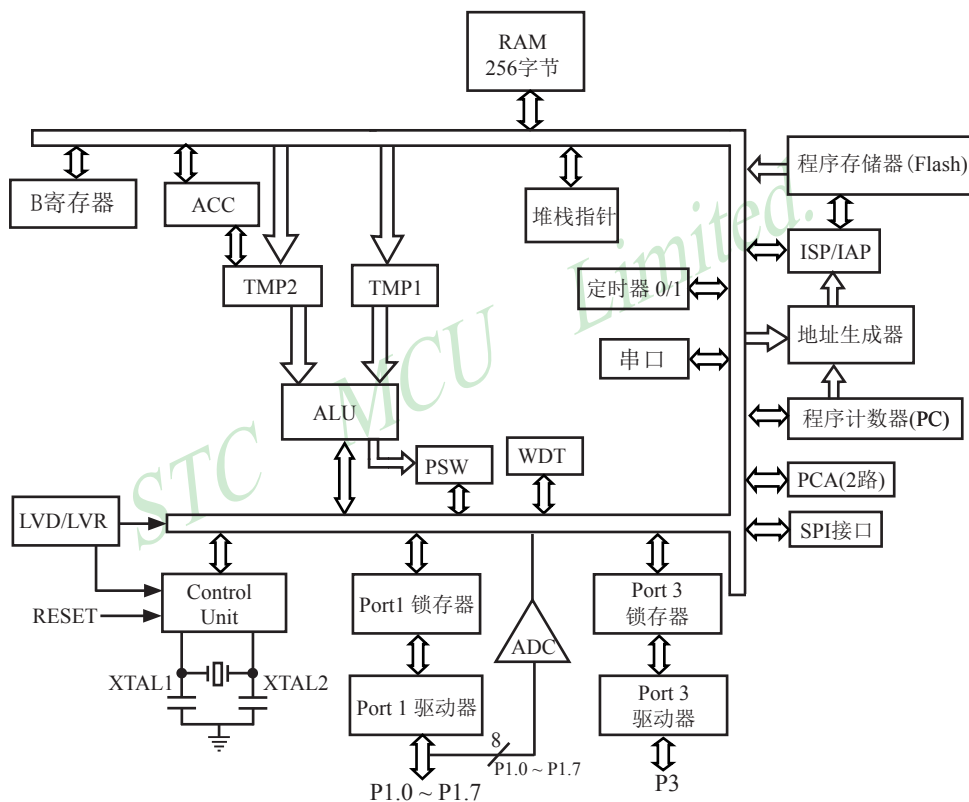 RAM
256字节
程序存储器(Flash)
B寄存器
ACC
堆栈指针
ISP/IAP
TMP2
TMP1
定时器 0/1
地址生成器
串口
ALU
程序计数器(PC)
PSW
WDT
PCA(2路)
LVD/LVR
SPI接口
Control
Unit
RESET
Port1 锁存器
Port 3
锁存器
ADC
XTAL1
XTAL2
Port 1 驱动器
Port 3
驱动器
8
P1.0 ~ P1.7
P1.0 ~ P1.7
P3
STC MCU Limited.